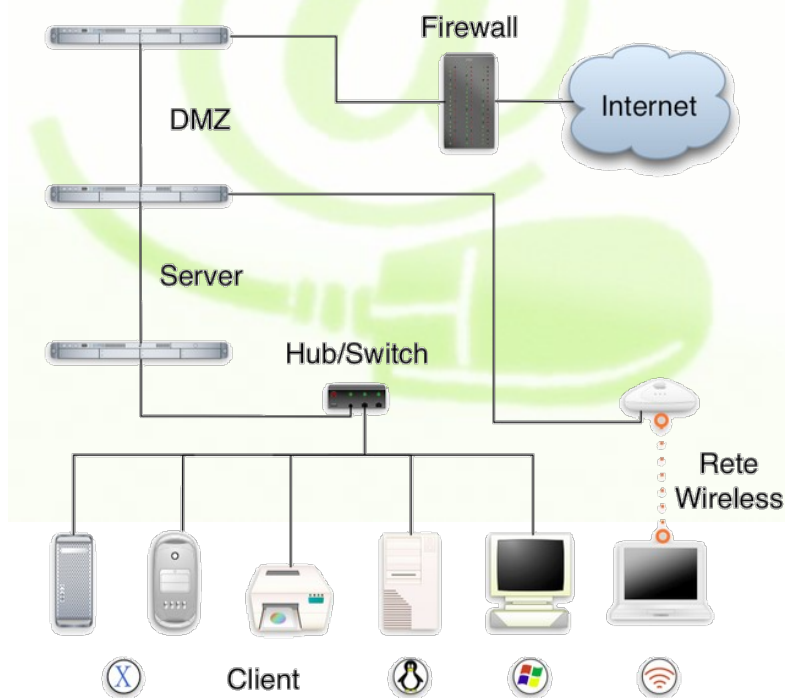 Firewall
Internet
DMZ
Server
Hub/Switch
Rete
Wireless
X
Client